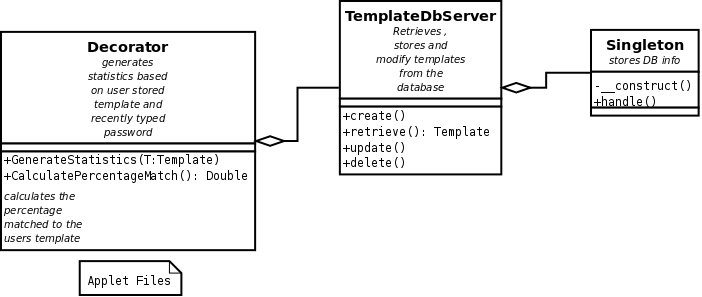 Decorator
generates
statistics based
on user stored
template and
recently typed
password
+GenerateStatistics(T:Template)
+CalculatePercentageMatch(): Double
calculates the
percentage
matched to the
users template
Applet Files
TemplateDbServer
Retrieves ,
stores and
modify templates
from the
database
+create()
+retrieve(): Template
+update()
+delete()
Singleton
stores DB info
-__construct()
+handle()